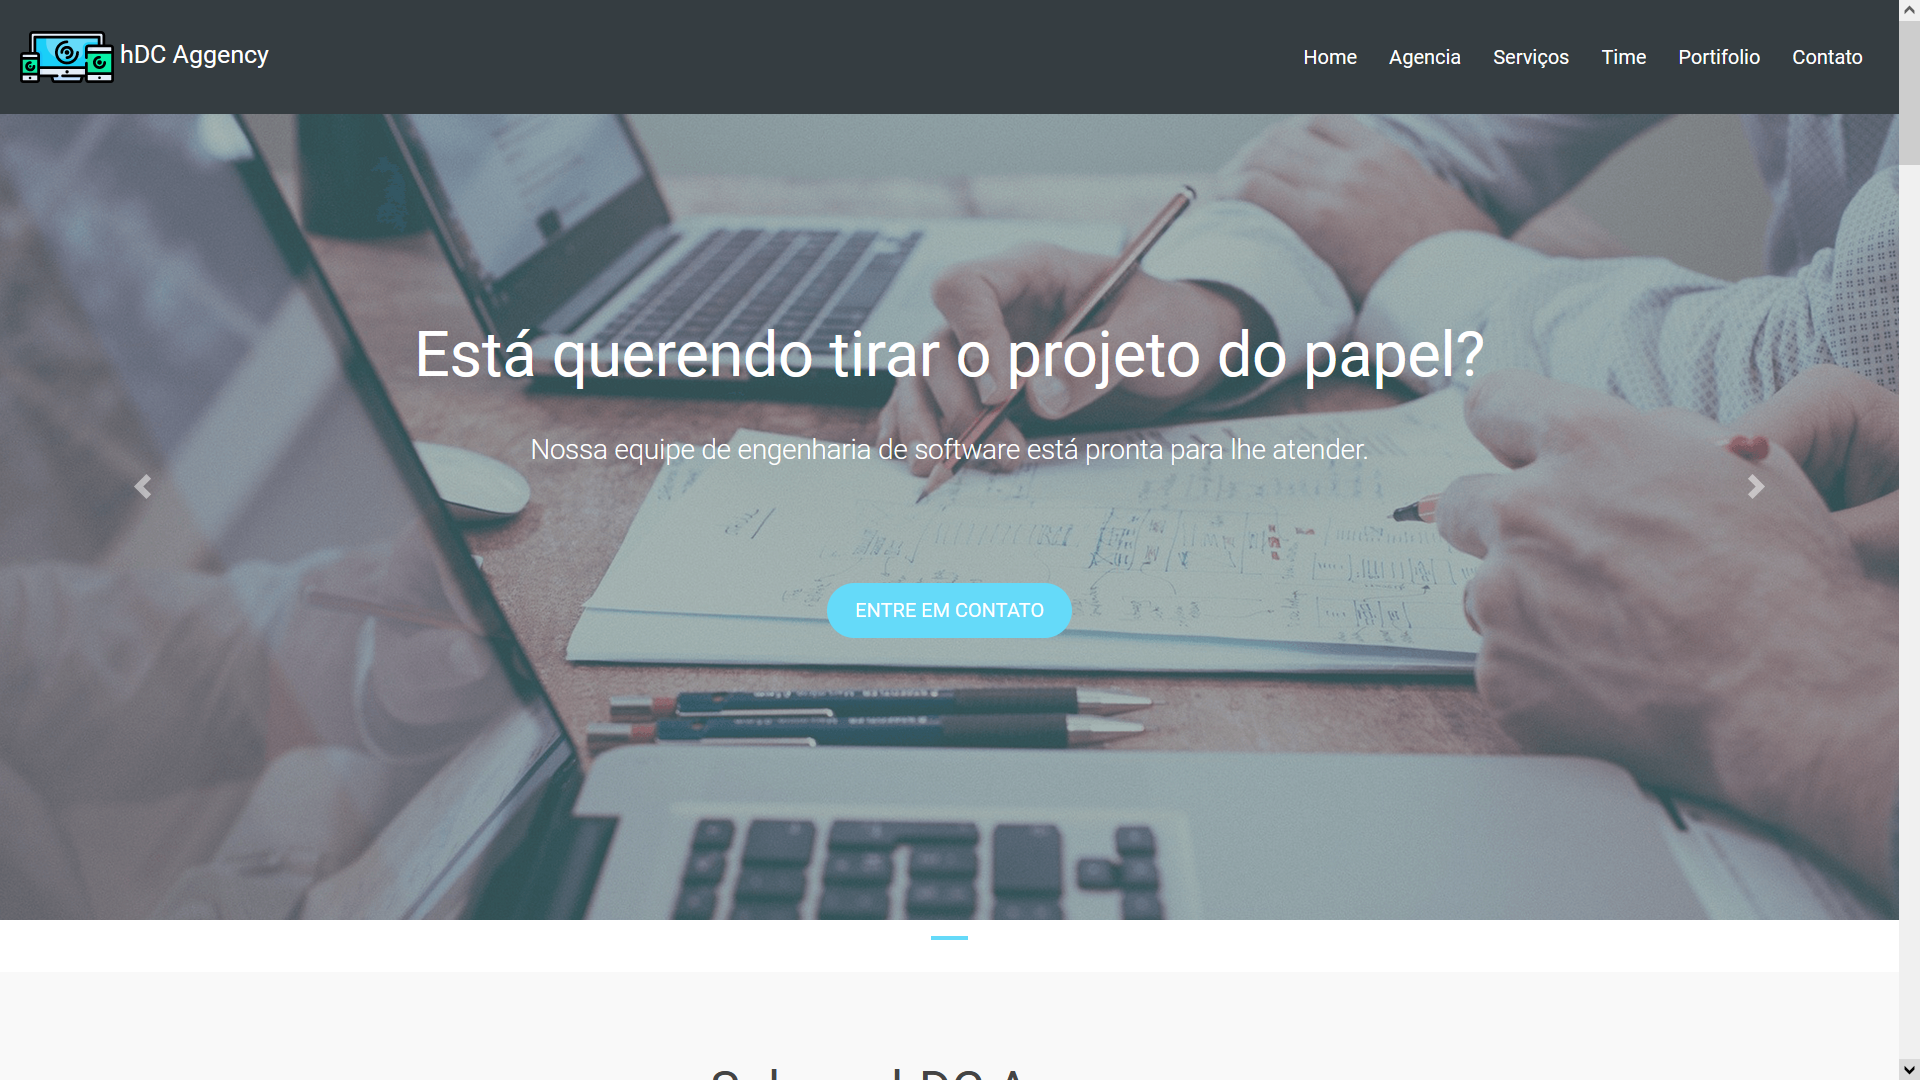 hDC Aggency
Home Agencia Serviços Time Portifolio Contato
Está querendo tirar o projeto do papel?
Nossa equipe de engenharia de software está pronta para lhe atender.
ENTRE EM CONTATO